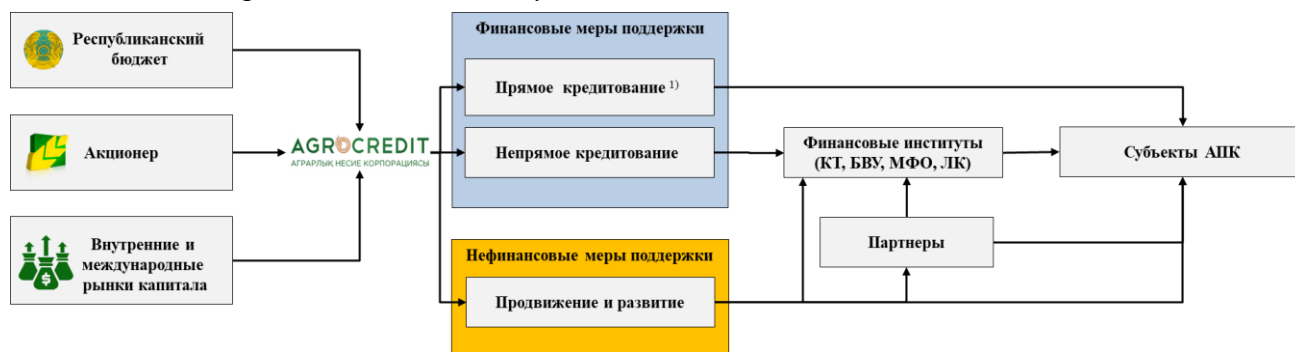 Республиканский
бюджет
Акционер
Внутренние и
международные
рынки капитала
AGROCREDIT
АГРАРЛЫҚ НЕСИЕ КОРПОРАЦИЯСЫ
Финансовые меры поддержки
Прямое кредитование 1)
Непрямое кредитование
Нефинансовые меры поддержки
Продвижение и развитие
Финансовые институты
(КТ, БВУ, МФО, ЛК)
Партнеры
Субъекты АПК